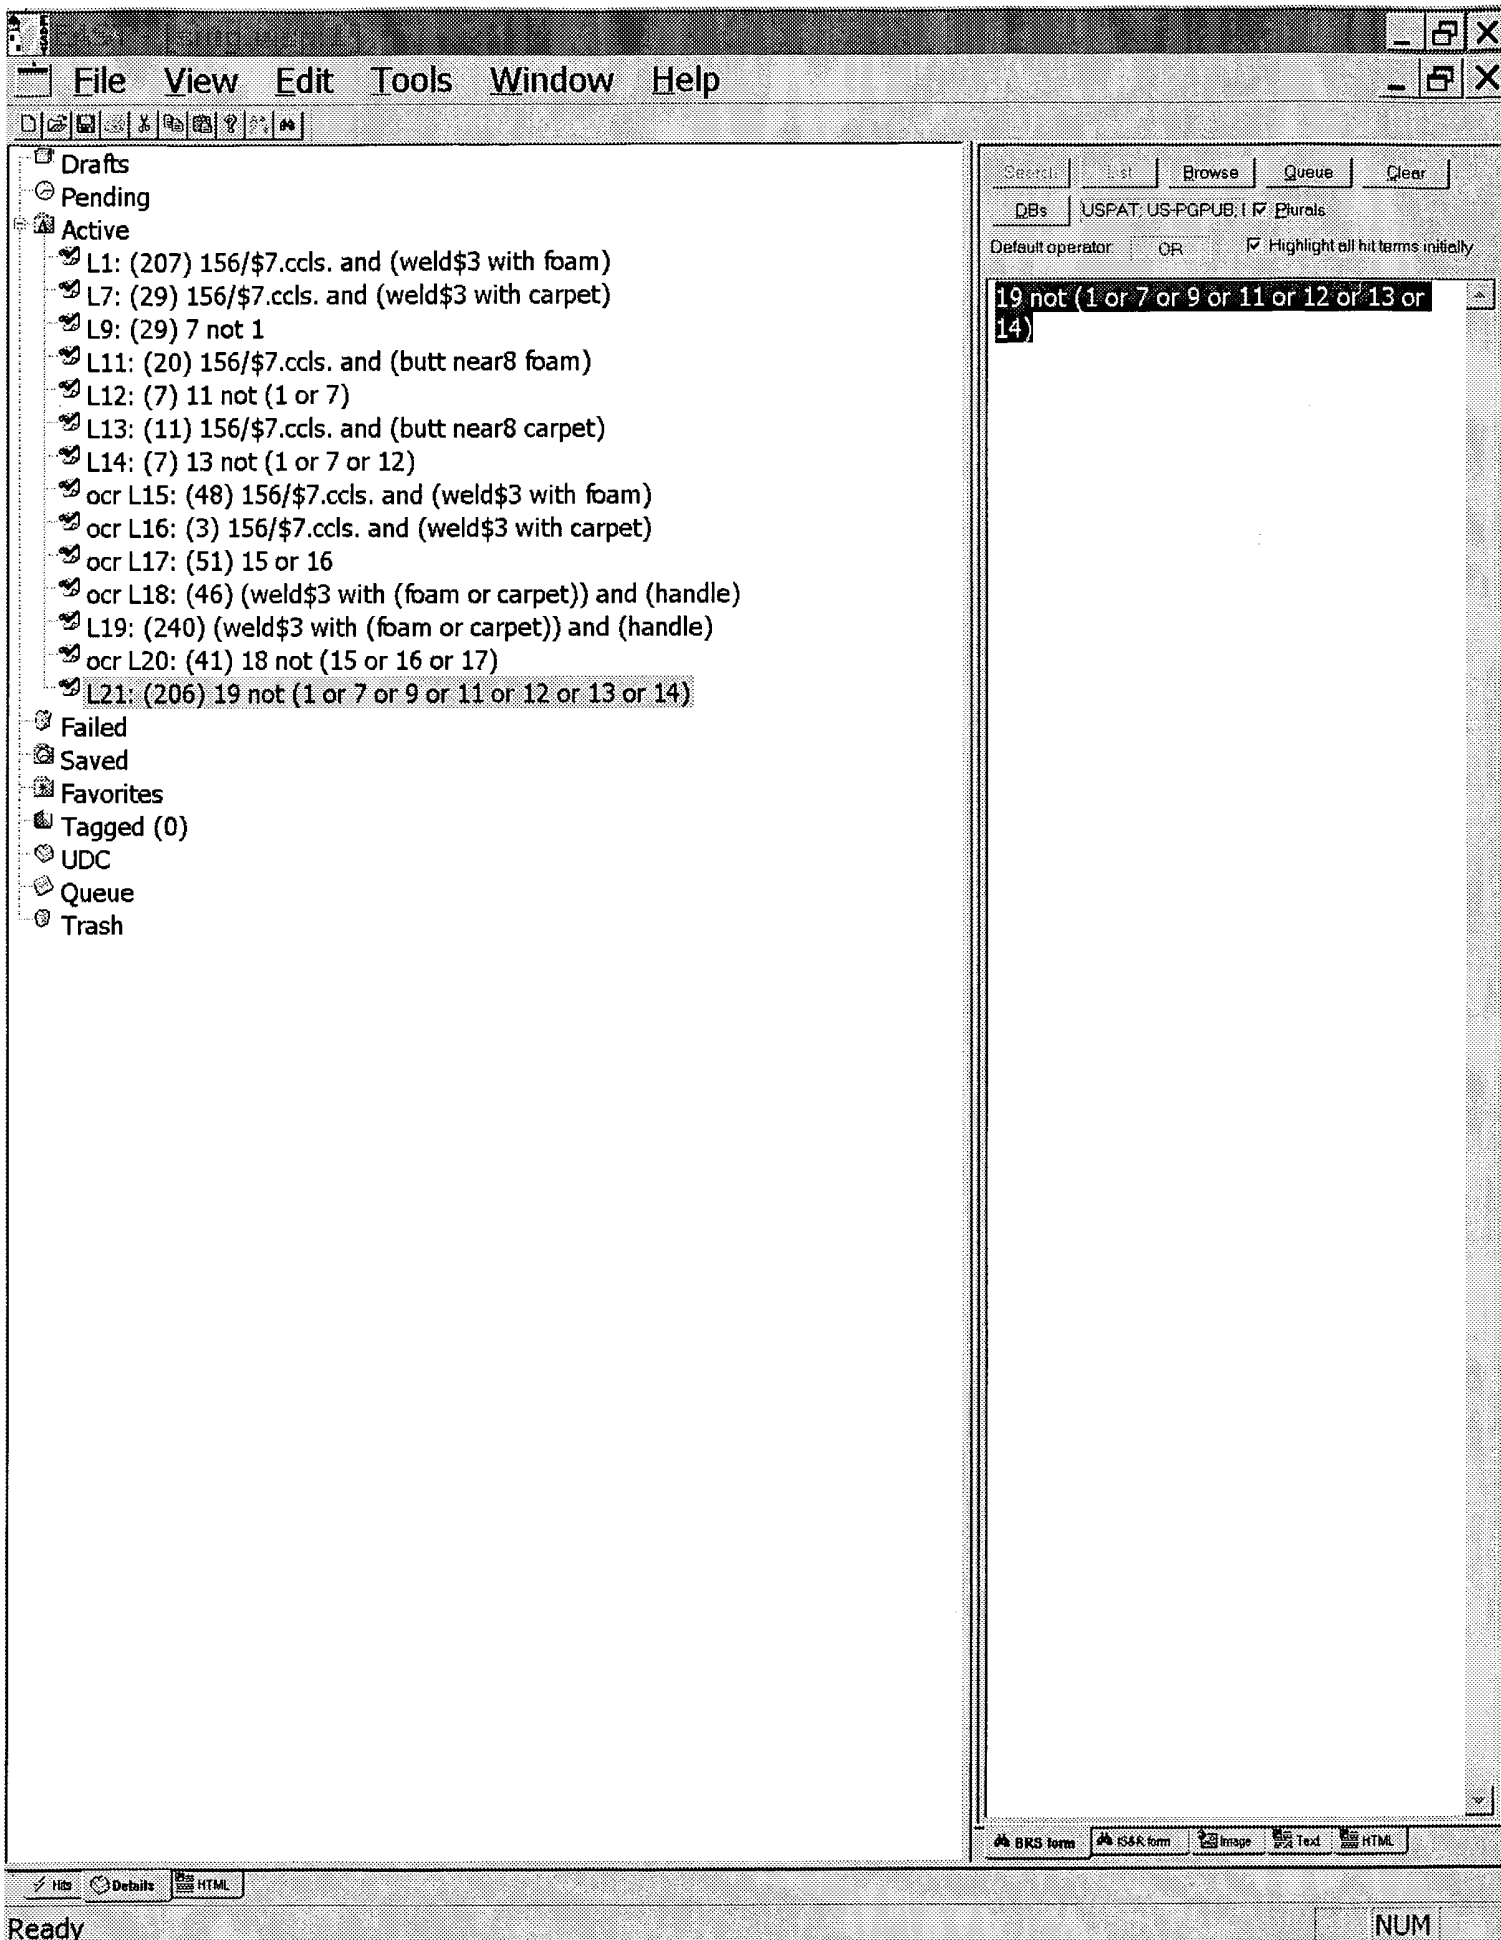 File View Edit Tools Window Help
Drafts
Pending
Active
L1: (207) 156/$7.ccls. and (weld$3 with foam)
L7: (29) 156/$7.ccls. and (weld$3 with carpet)
L9: (29) 7 not 1
L11: (20) 156/$7.ccls. and (butt near8 foam)
L12: (7) 11 not (1 or 7)
L13: (11) 156/$7.ccls. and (butt near8 carpet)
L14: (7) 13 not (1 or 7 or 12)
ocr L15: (48) 156/$7.ccls. and (weld$3 with foam)
ocr L16: (3) 156/$7.ccls. and (weld$3 with carpet)
ocr L17: (51) 15 or 16
ocr L18: (46) (weld$3 with (foam or carpet)) and (handle)
L19: (240) (weld$3 with (foam or carpet)) and (handle)
ocr L20: (41) 18 not (15 or 16 or 17)
L21: (206) 19 not (1 or 7 or 9 or 11 or 12 or 13 or 14)
Failed
Saved
Favorites
Tagged (0)
UDC
Queue
Trash
Search List Browse Queue Clear
DBs USPAT; US-PGPUB; Plurals
Default operator: OR Highlight all hit terms initially
19 not (1 or 7 or 9 or 11 or 12 or 13 or
14)
BRS form IS&R form Image Text HTML
Hits Details HTML
Ready NUM